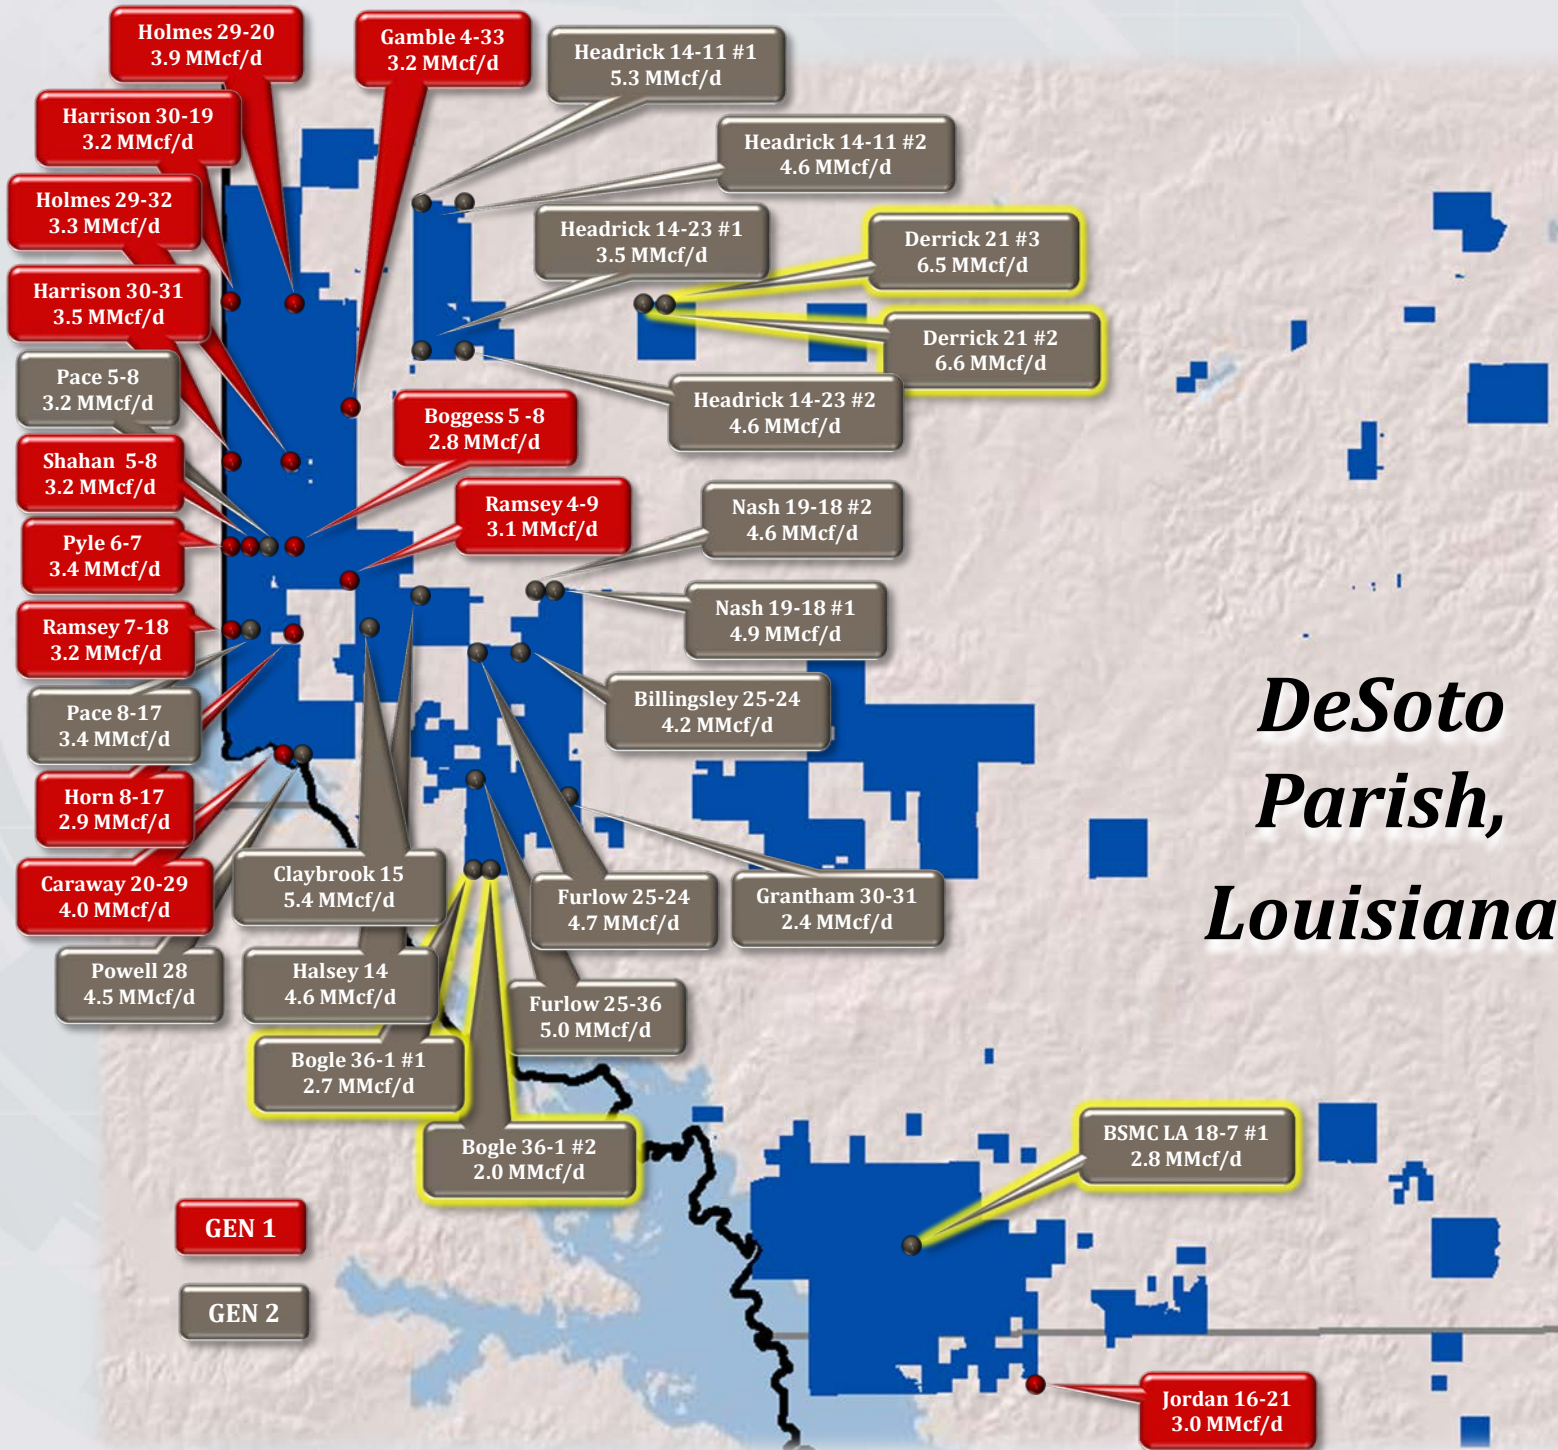 Holmes 29-20
3.9 MMcf/d
Gamble 4-33
3.2 MMcf/d
Headrick 14-11 #1
5.3 MMcf/d
Harrison 30-19
3.2 MMcf/d
Headrick 14-11 #2
4.6 MMcf/d
Holmes 29-32
3.3 MMcf/d
Headrick 14-23 #1
3.5 MMcf/d
Derrick 21 #3
6.5 MMcf/d
Harrison 30-31
3.5 MMcf/d
Derrick 21 #2
6.6 MMcf/d
Pace 5-8
3.2 MMcf/d
Headrick 14-23 #2
4.6 MMcf/d
Boggess 5 -8
2.8 MMcf/d
Shahan 5-8
3.2 MMcf/d
Ramsey 4-9
3.1 MMcf/d
Nash 19-18 #2
4.6 MMcf/d
Pyle 6-7
3.4 MMcf/d
Nash 19-18 #1
4.9 MMcf/d
Ramsey 7-18
3.2 MMcf/d
Billingsley 25-24
4.2 MMcf/d
Pace 8-17
3.4 MMcf/d
DeSoto
Parish,
Louisiana
Horn 8-17
2.9 MMcf/d
Caraway 20-29
4.0 MMcf/d
Claybrook 15
5.4 MMcf/d
Furlow 25-24
4.7 MMcf/d
Grantham 30-31
2.4 MMcf/d
Powell 28
4.5 MMcf/d
Halsey 14
4.6 MMcf/d
Furlow 25-36
5.0 MMcf/d
Bogle 36-1 #1
2.7 MMcf/d
Bogle 36-1 #2
2.0 MMcf/d
BSMC LA 18-7 #1
2.8 MMcf/d
GEN 1
GEN 2
Jordan 16-21
3.0 MMcf/d